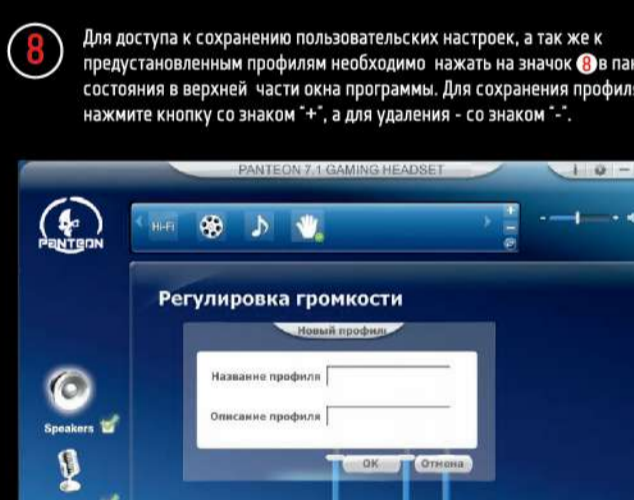 8
Для доступа к сохранению пользовательских настроек, а так же к
предустановленным профилям необходимо нажать на значок 8 в пан
состояния в верхней части окна программы. Для сохранения профиля
нажмите кнопку со знаком "+", а для удаления - со знаком "-".
PANTEON 7.1 GAMING HEADSET
PANTEON
Hi-Fi
Регулировка громкости
Новый профиль
Название профиля
Описание профиля
OK
Отмена
Speakers